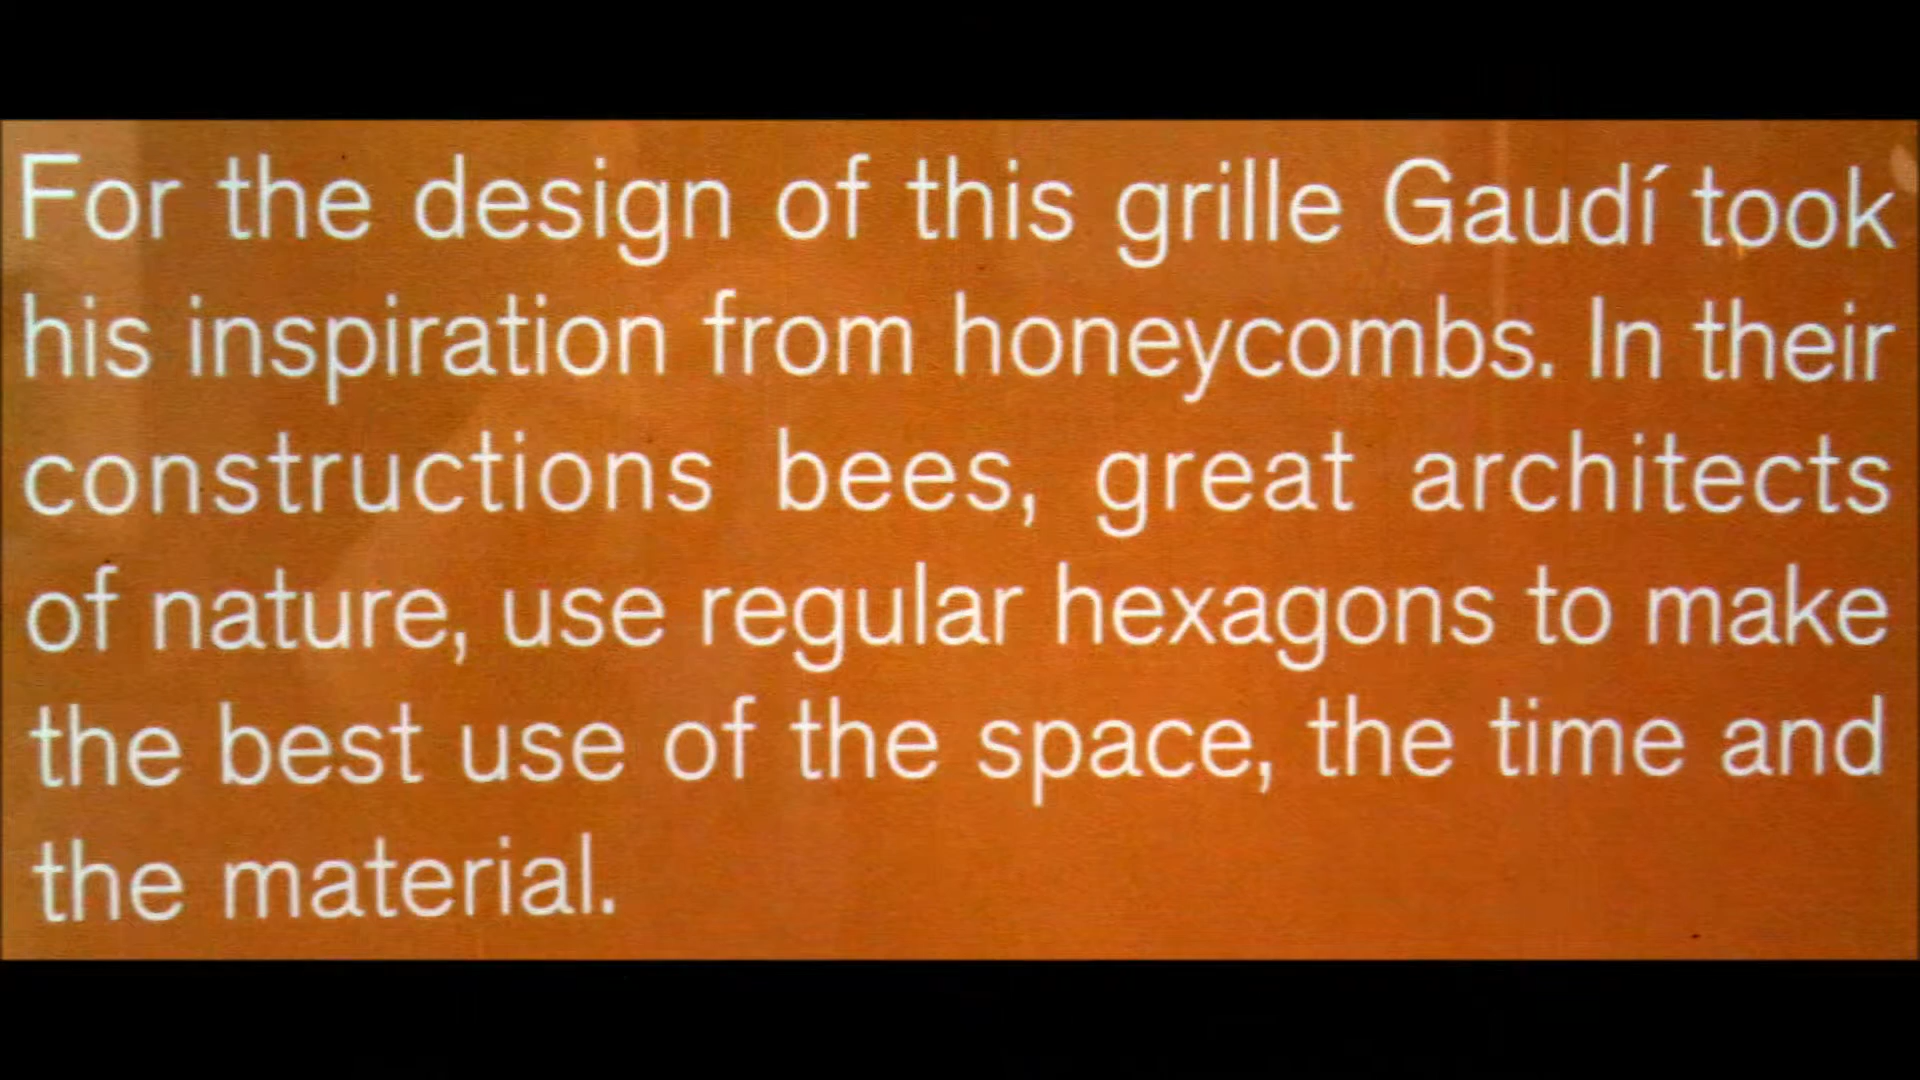 For the design of this grille Gaudí took
his inspiration from honeycombs. In their
constructions bees, great architects
of nature, use regular hexagons to make
the best use of the space, the time and
the material.